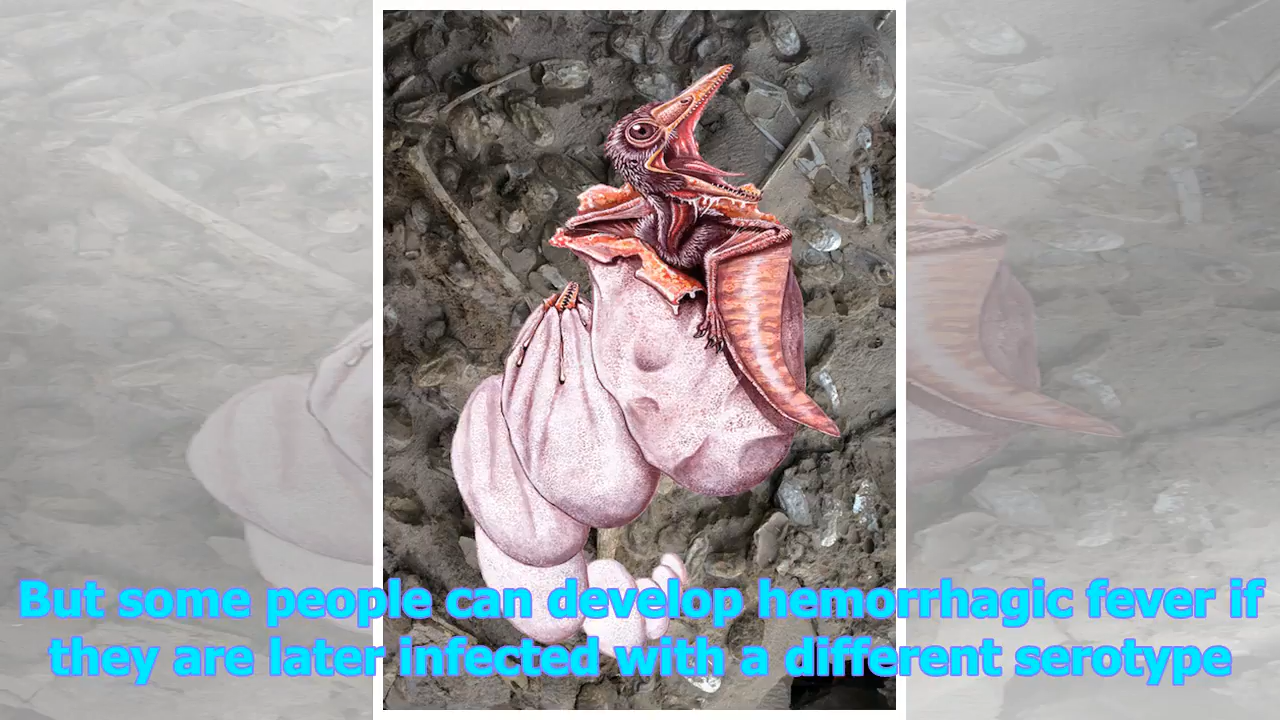 But some people can develop hemorrhagic fever if
they are later infected with a different serotype